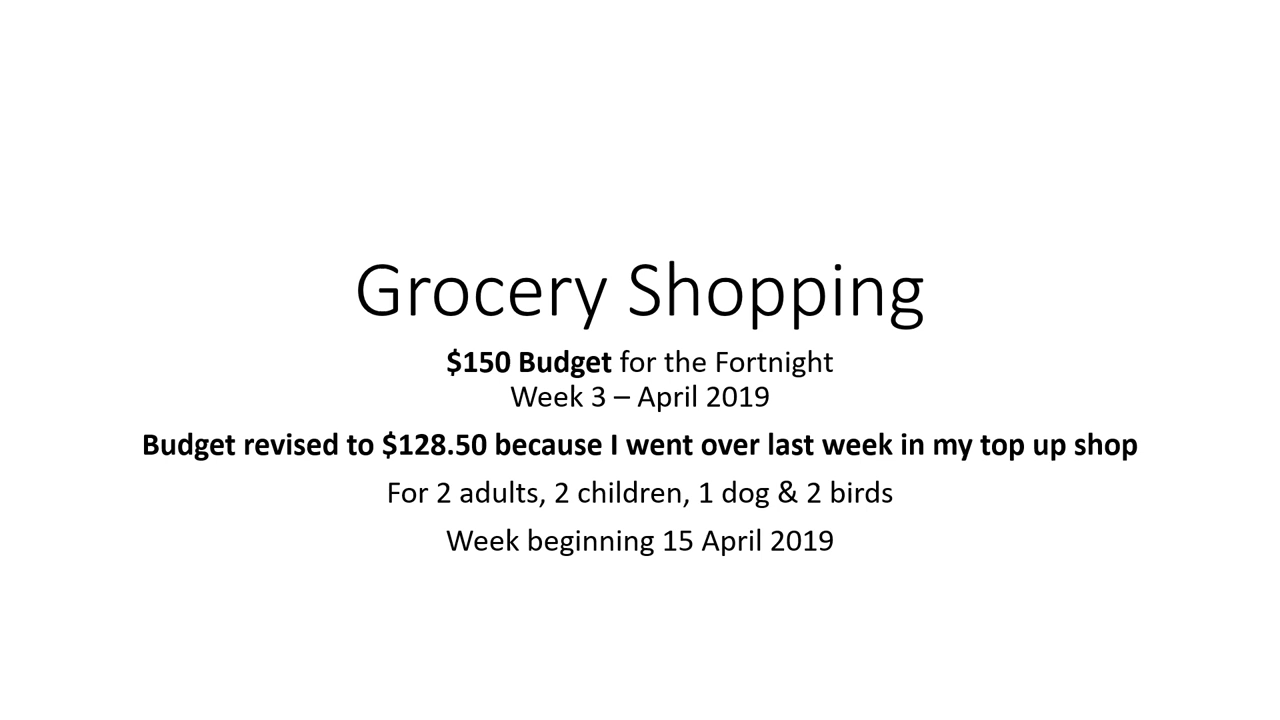 Grocery Shopping
$150 Budget for the Fortnight
Week 3 – April 2019
Budget revised to $128.50 because I went over last week in my top up shop
For 2 adults, 2 children, 1 dog & 2 birds
Week beginning 15 April 2019